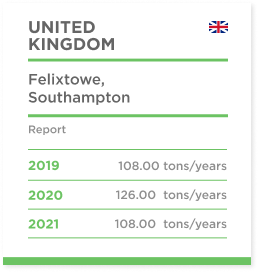 UNITED
KINGDOM
Felixtowe,
Southampton
Report
2019 108.00 tons/years
2020 126.00 tons/years
2021 108.00 tons/years